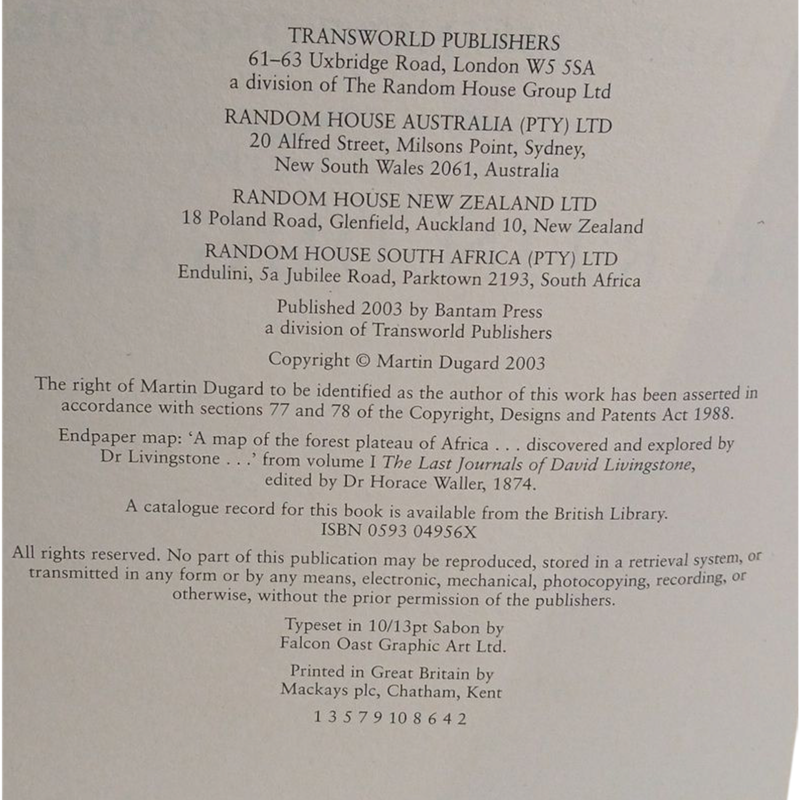 TRANSWORLD PUBLISHERS
61–63 Uxbridge Road, London W5 5SA
a division of The Random House Group Ltd
RANDOM HOUSE AUSTRALIA (PTY) LTD
20 Alfred Street, Milsons Point, Sydney,
New South Wales 2061, Australia
RANDOM HOUSE NEW ZEALAND LTD
18 Poland Road, Glenfield, Auckland 10, New Zealand
RANDOM HOUSE SOUTH AFRICA (PTY) LTD
Endulini, 5a Jubilee Road, Parktown 2193, South Africa
Published 2003 by Bantam Press
a division of Transworld Publishers
Copyright © Martin Dugard 2003
The right of Martin Dugard to be identified as the author of this work has been asserted in
accordance with sections 77 and 78 of the Copyright, Designs and Patents Act 1988.
Endpaper map: ‘A map of the forest plateau of Africa . . . discovered and explored by
Dr Livingstone . . .’ from volume I The Last Journals of David Livingstone,
edited by Dr Horace Waller, 1874.
A catalogue record for this book is available from the British Library.
ISBN 0593 04956X
All rights reserved. No part of this publication may be reproduced, stored in a retrieval system, or
transmitted in any form or by any means, electronic, mechanical, photocopying, recording, or
otherwise, without the prior permission of the publishers.
Typeset in 10/13pt Sabon by
Falcon Oast Graphic Art Ltd.
Printed in Great Britain by
Mackays plc, Chatham, Kent
1 3 5 7 9 10 8 6 4 2